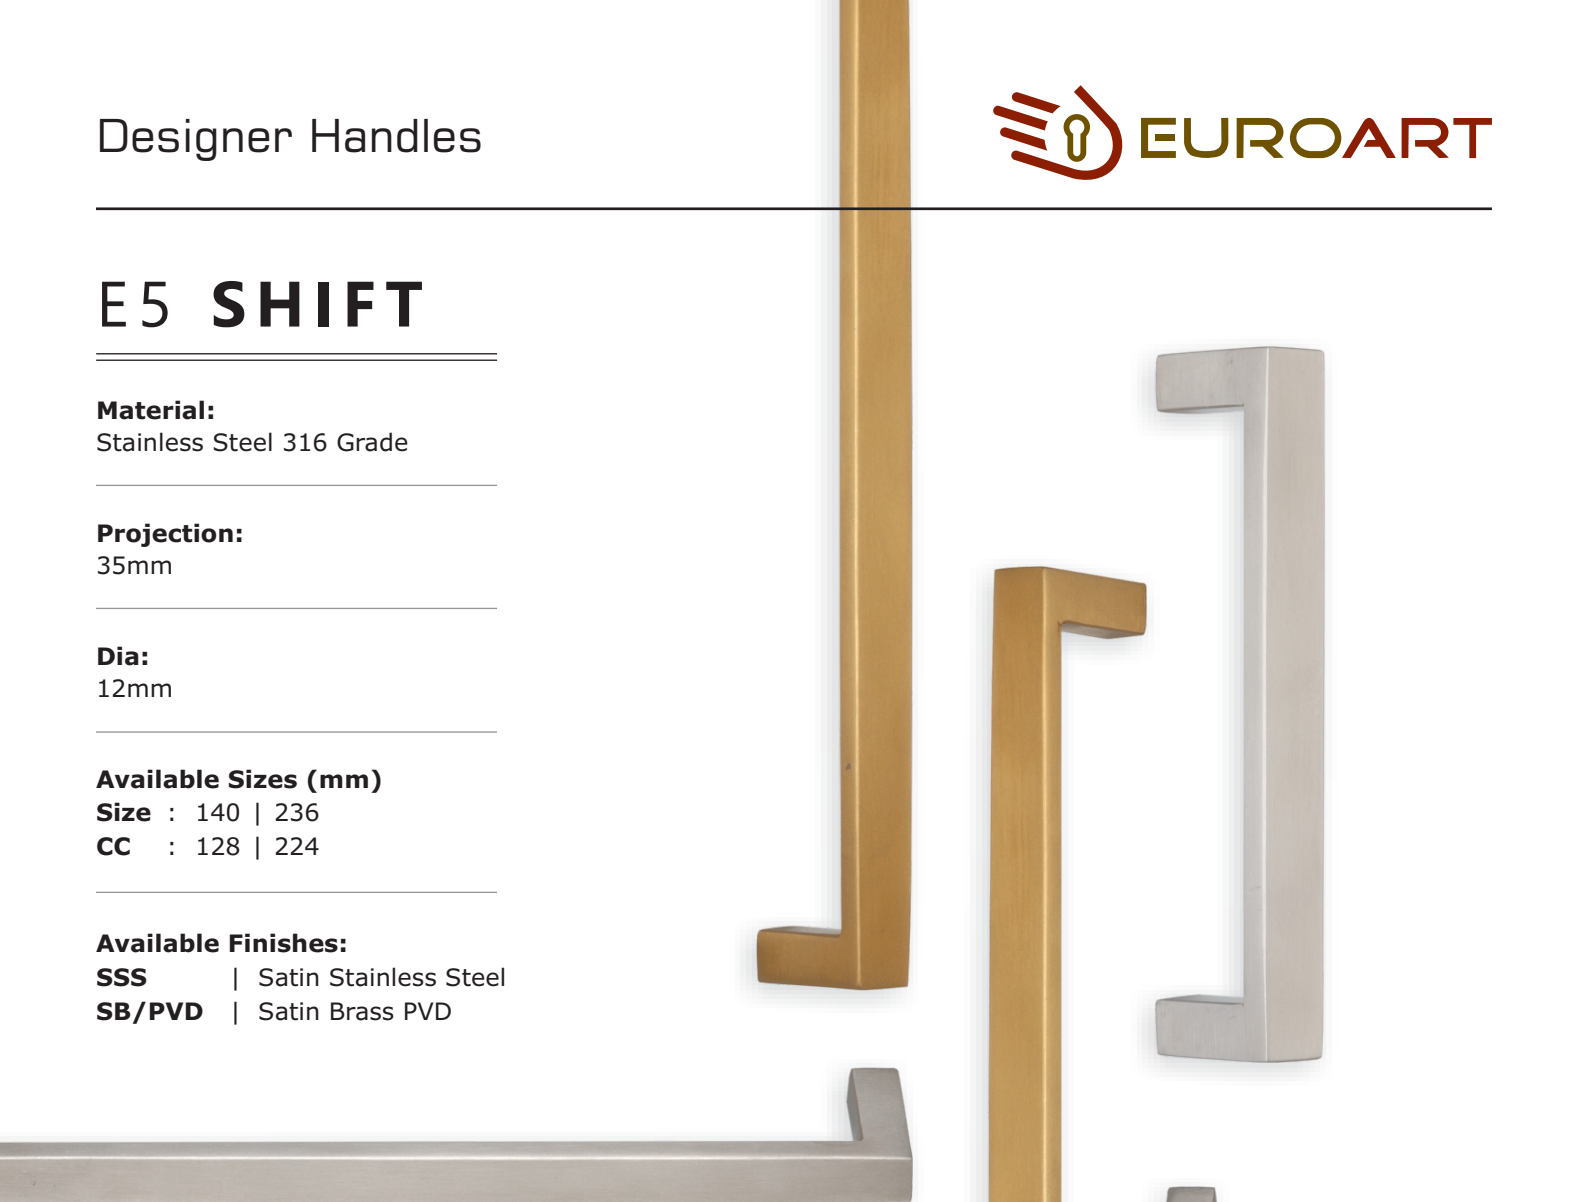 Designer Handles
EUROART
E5 SHIFT
Material:
Stainless Steel 316 Grade
Projection:
35mm
Dia:
12mm
Available Sizes (mm)
Size : 140 | 236
CC : 128 | 224
Available Finishes:
SSS | Satin Stainless Steel
SB/PVD | Satin Brass PVD